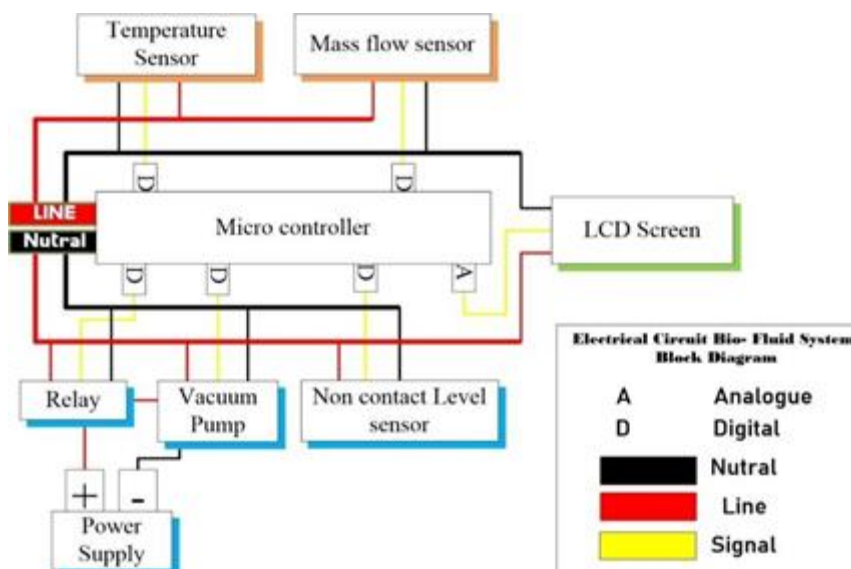 Temperature
Sensor
Mass flow sensor
D
D
LINE
Nutral
Micro controller
LCD Screen
D
D
D
A
Relay
Vacuum
Pump
Non contact Level
sensor
+
-
Power
Supply
Electrical Circuit Bio- Fluid System
Block Diagram
A Analogue
D Digital
Nutral
Line
Signal